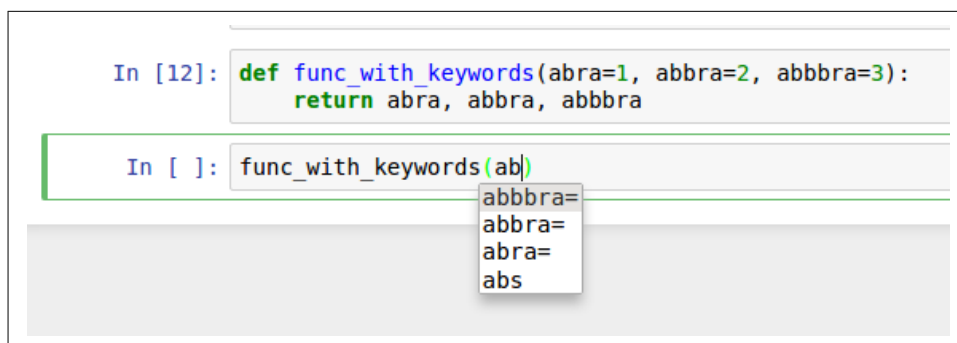 In [12]: def func_with_keywords(abra=1, abbra=2, abbbra=3):
return abra, abbra, abbbra
In [ ]: func_with_keywords(ab)
abbbra=
abbra=
abra=
abs